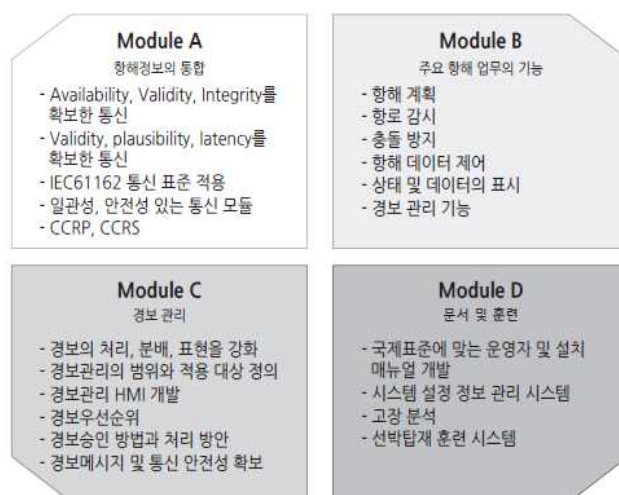 Module A
항해정보의 통합
- Availability, Validity, Integrity를
확보한 통신
- Validity, plausibility, latency를
확보한 통신
- IEC61162 통신 표준 적용
- 일관성, 안전성 있는 통신 모듈
- CCRP, CCRS
Module B
주요 항해 업무의 기능
- 항해 계획
- 항로 감시
- 충돌 방지
- 항해 데이터 제어
- 상태 및 데이터의 표시
- 경보 관리 기능
Module C
경보 관리
- 경보의 처리, 분배, 표현을 강화
- 경보관리의 범위와 적용 대상 정의
- 경보관리 HMI 개발
- 경보우선순위
- 경보승인 방법과 처리 방안
- 경보메시지 및 통신 안전성 확보
Module D
문서 및 훈련
- 국제표준에 맞는 운영자 및 설치
매뉴얼 개발
- 시스템 설정 정보 관리 시스템
- 고장 분석
- 선박탑재 훈련 시스템